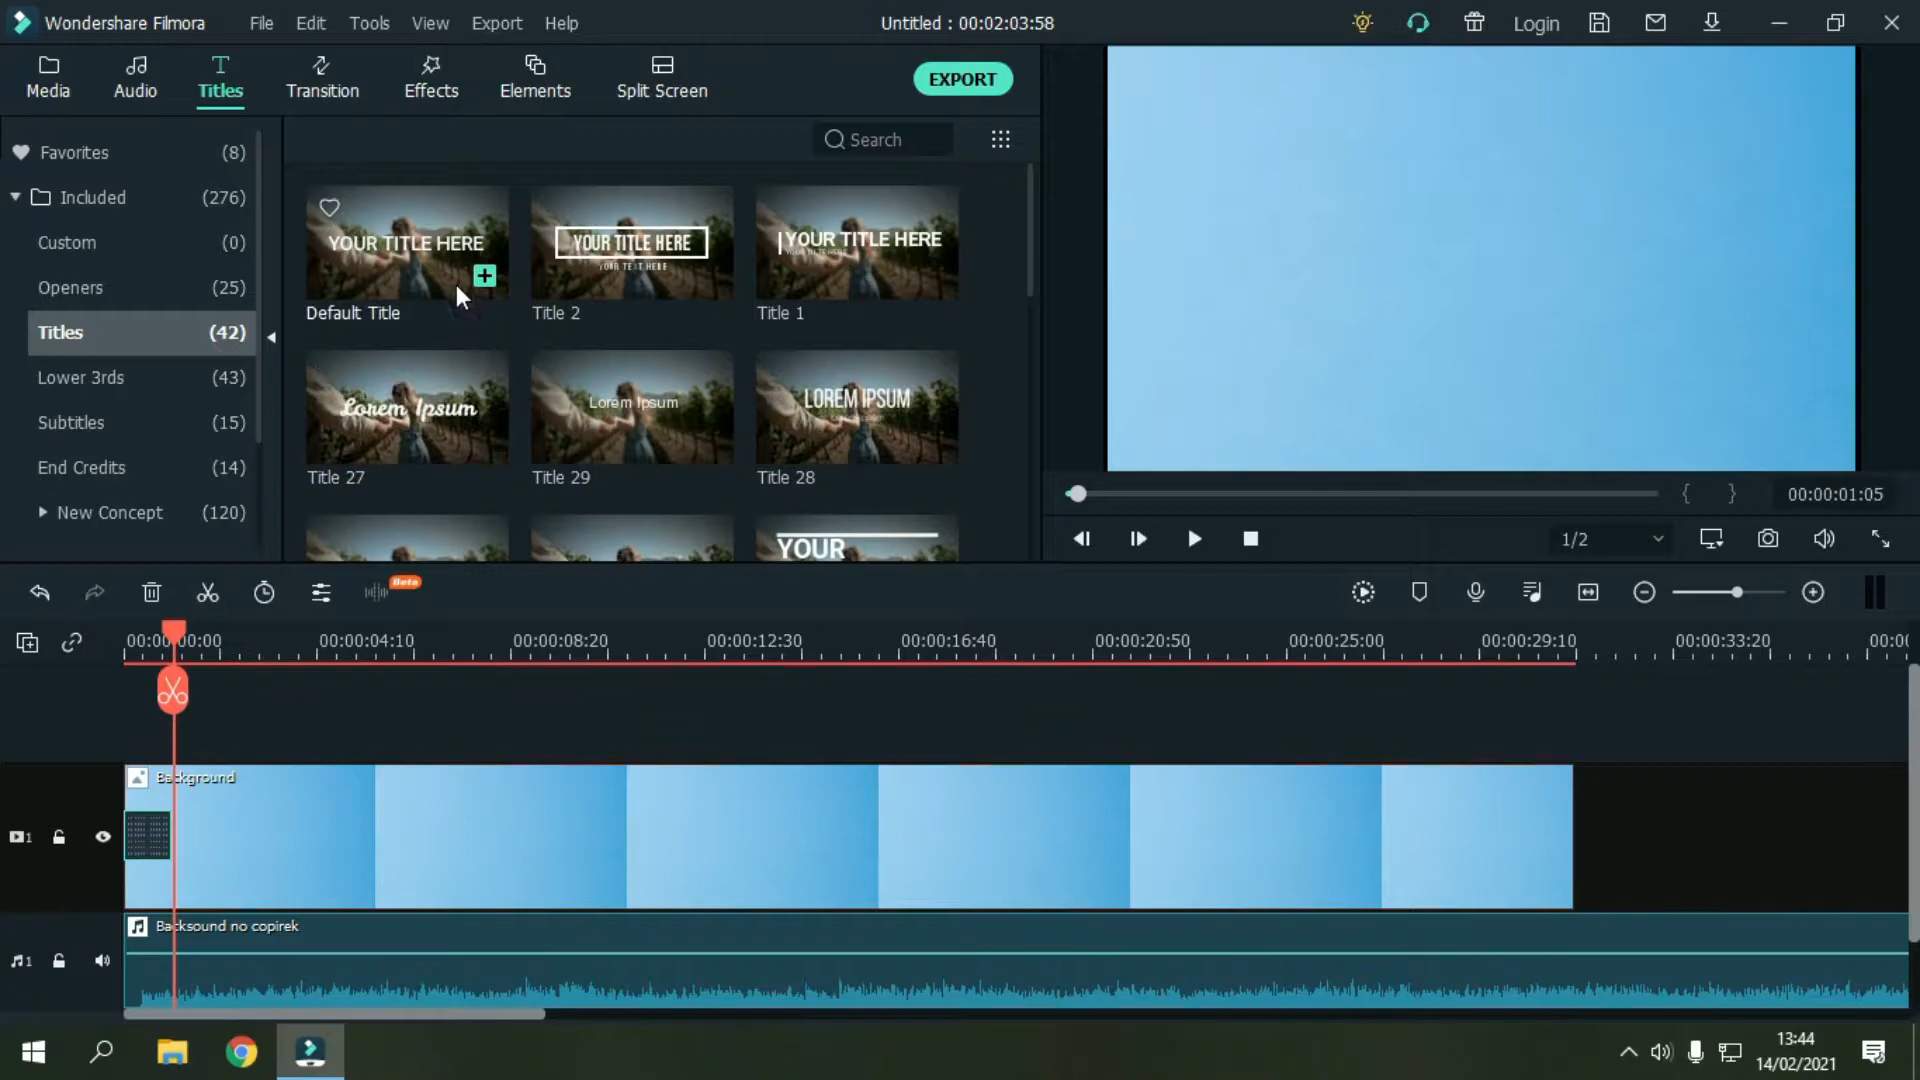 Wondershare Filmora
File Edit Tools View Export Help
Untitled : 00:02:03:58
Login
Media Audio Titles Transition Effects Elements Split Screen
EXPORT
Favorites (8)
Included (276)
Custom (0)
Openers (25)
Titles (42)
Lower 3rds (43)
Subtitles (15)
End Credits (14)
New Concept (120)
Search
YOUR TITLE HERE
Default Title
YOUR TITLE HERE
YOUR TEXT HERE
Title 2
YOUR TITLE HERE
Title 1
Lorem Ipsum
Title 27
Lorem Ipsum
Title 29
LOREM IPSUM
Title 28
YOUR
{ } 00:00:01:05
1/2
Beta
00:00:04:10 00:00:08:20 00:00:12:30 00:00:16:40 00:00:20:50 00:00:25:00 00:00:29:10 00:00:33:20
Background
1
Backsound no copirek
1
13:44
14/02/2021